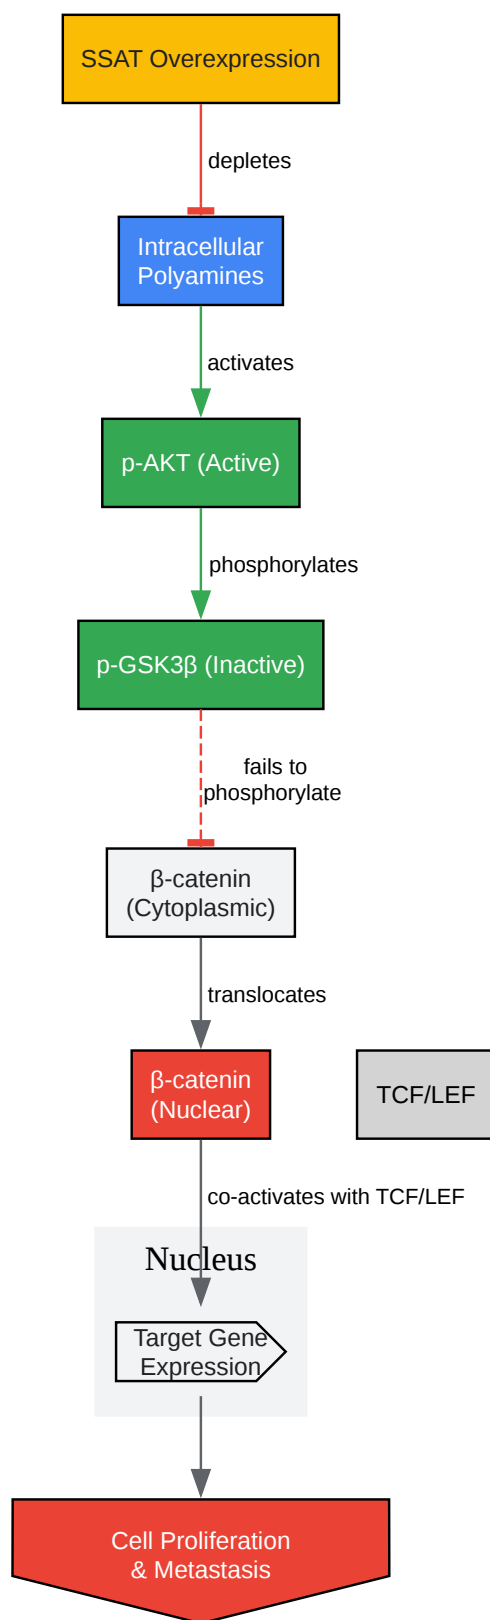 SSAT Overexpression
depletes
Intracellular
Polyamines
activates
p-AKT (Active)
phosphorylates
p-GSK3β (Inactive)
fails to
phosphorylate
β-catenin
(Cytoplasmic)
translocates
β-catenin
(Nuclear)
TCF/LEF
co-activates with TCF/LEF
Nucleus
Target Gene
Expression
Cell Proliferation
& Metastasis